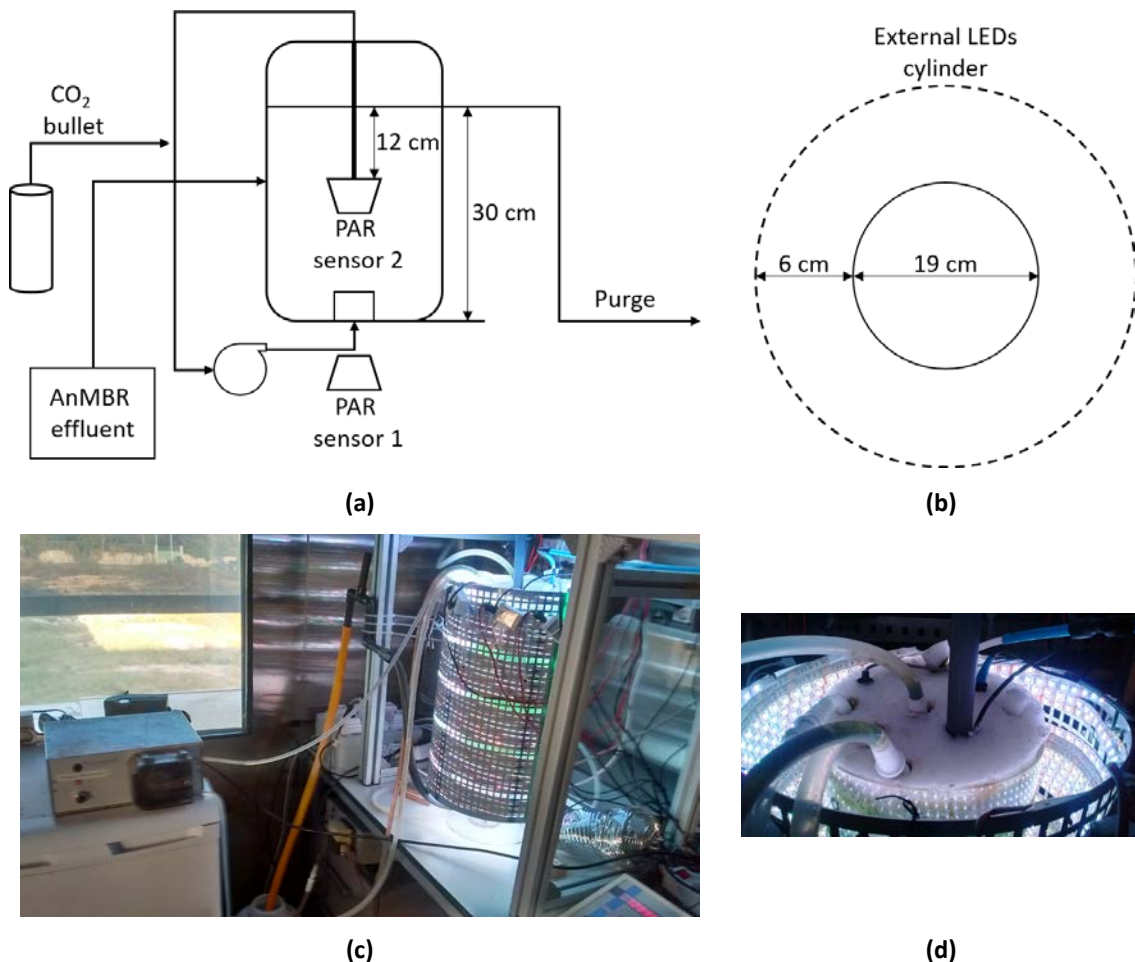 CO₂
bullet
12 cm
30 cm
PAR
sensor 2
Purge
AnMBR
effluent
PAR
sensor 1
(a)
External LEDs
cylinder
6 cm
19 cm
(b)
(c)
(d)